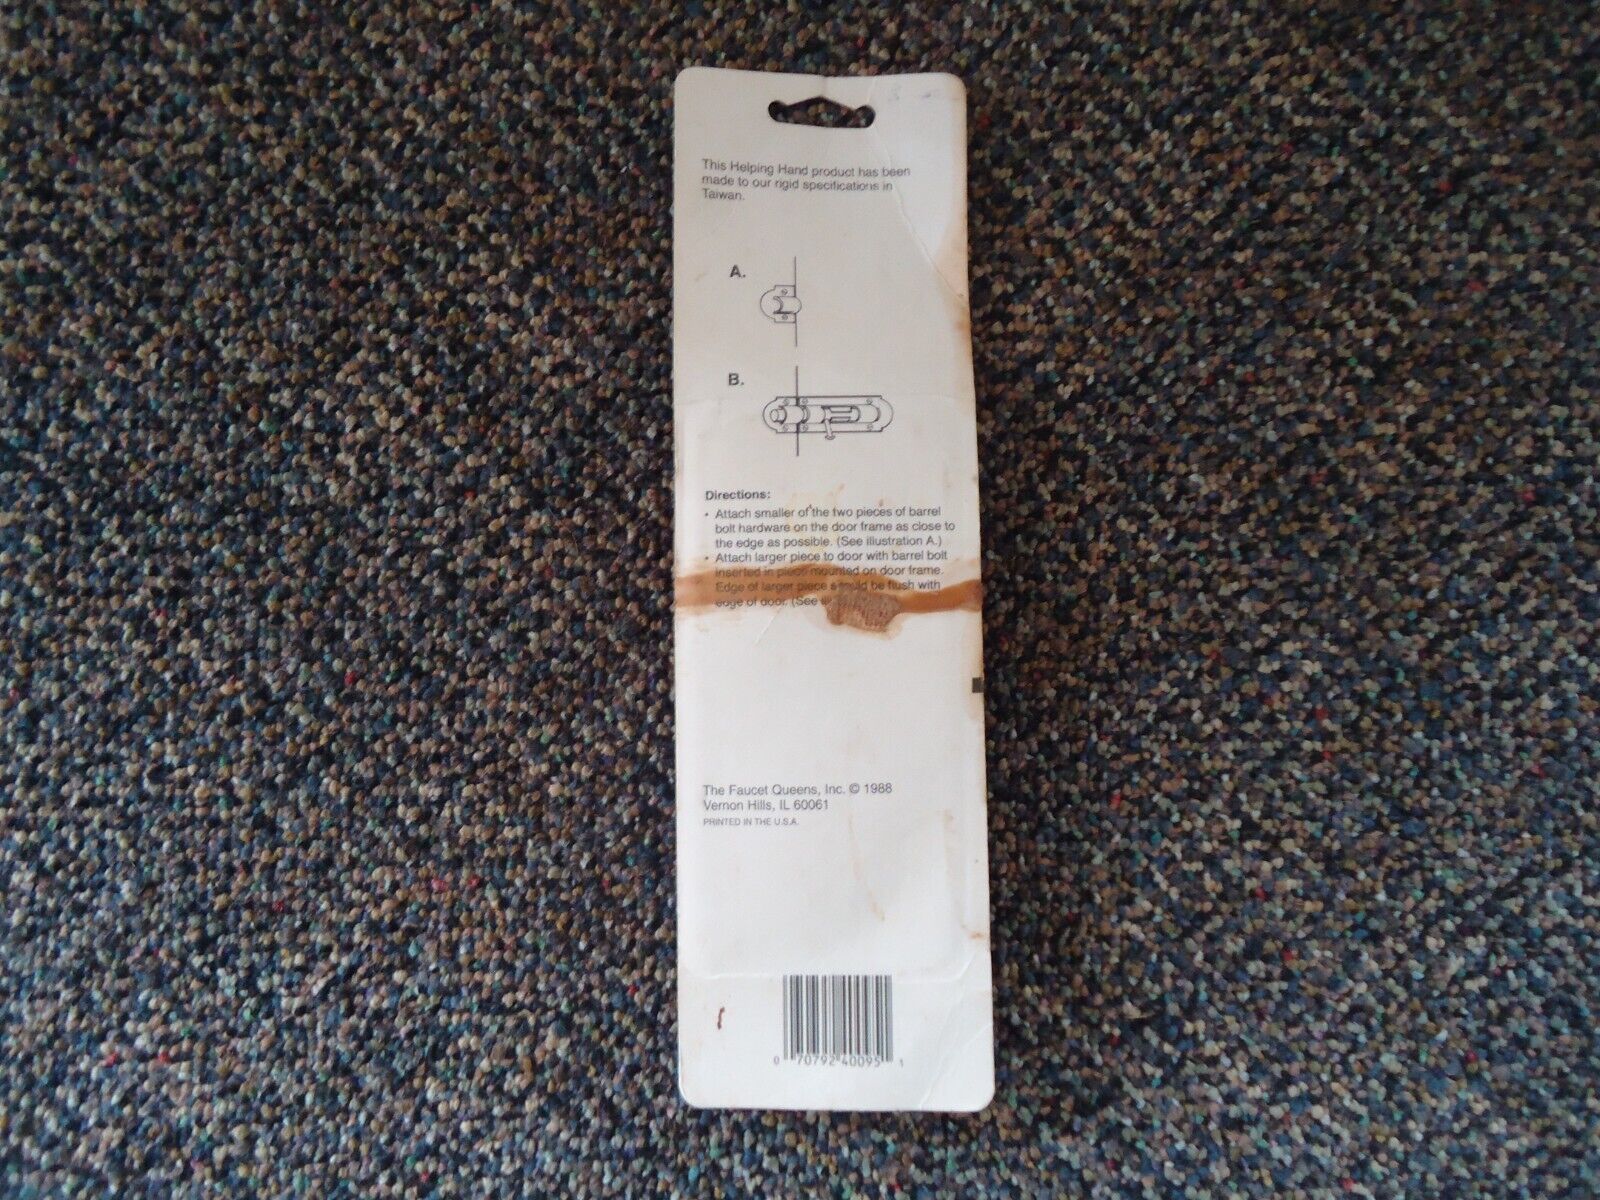 This Helping Hand product has been
made to our rigid specifications in
Taiwan.
A.
B.
Directions:
• Attach smaller of the two pieces of barrel
bolt hardware on the door frame as close to
the edge as possible. (See illustration A.)
• Attach larger piece to door with barrel bolt
inserted in piece mounted on door frame.
Edge of larger piece should be flush with
edge of door. (See
The Faucet Queens, Inc. © 1988
Vernon Hills, IL 60061
PRINTED IN THE U.S.A.
0 70792 40095 1